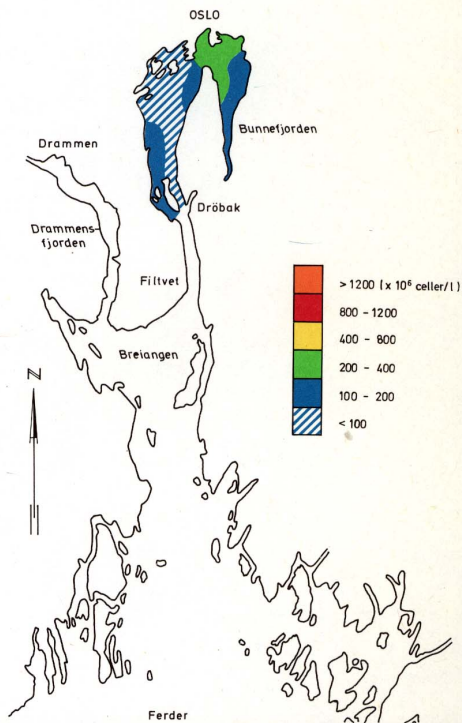 OSLO
Bunnefjorden
Drammen
Dröbak
Drammens-
fjorden
Filtvet
> 1200 ( x 10⁶ celler/l )
800 - 1200
400 - 800
200 - 400
100 - 200
< 100
Breiangen
N
Ferder